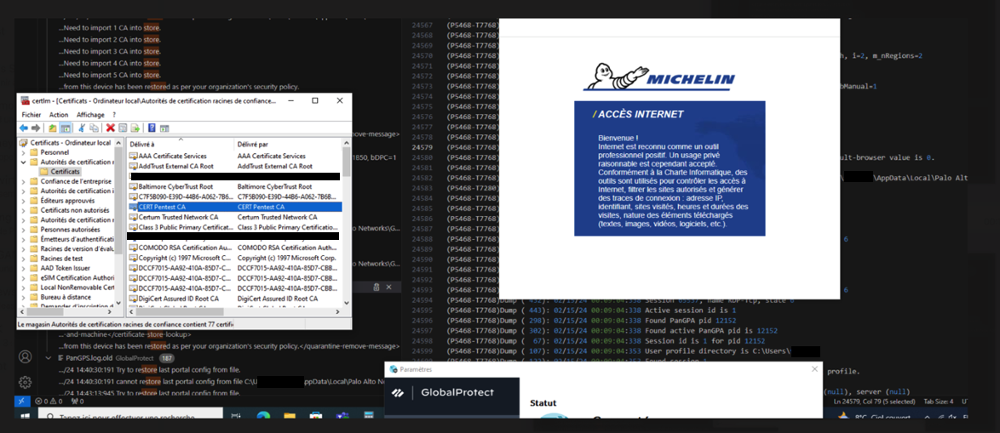 ...Need to import 1 CA into store.
...Need to import 2 CA into store.
...Need to import 3 CA into store.
...Need to import 4 CA into store.
...Need to import 5 CA into store.
...from this device has been restored as per your organization's security policy.
certlm - [Certificats - Ordinateur local\Autorités de certification racines de confiance...
Fichier Action Affichage ?
Certificats - Ordinateur local
Personnel
Autorités de certification r
Certificats
Confiance de l'entreprise
Autorités de certification i
Éditeurs approuvés
Certificats non autorisés
Autorités de certification r
Personnes autorisées
Émetteurs d'authentificati
Racines de version d'évalu
Racines de test
AAD Token Issuer
eSIM Certification Authori
Local NonRemovable Cert
Bureau à distance
Demandes d'inscription d
Délivré à Délivré par
AAA Certificate Services AAA Certificate Services
AddTrust External CA Root AddTrust External CA Root
Baltimore CyberTrust Root Baltimore CyberTrust Root
C7F5B090-E39D-44B6-A062-7B6... C7F5B090-E39D-44B6-A062-7B6B...
CERT Pentest CA CERT Pentest CA
Certum Trusted Network CA Certum Trusted Network CA
Class 3 Public Primary Certificat... Class 3 Public Primary Certificatio...
COMODO RSA Certification Au... COMODO RSA Certification Auth...
Copyright (c) 1997 Microsoft C... Copyright (c) 1997 Microsoft Corp.
DCCF7015-AA92-410A-85D7-C... DCCF7015-AA92-410A-85D7-CBB...
DCCF7015-AA92-410A-85D7-C... DCCF7015-AA92-410A-85D7-CBB...
DCCF7015-AA92-410A-85D7-C... DCCF7015-AA92-410A-85D7-CBB...
DigiCert Assured ID Root CA DigiCert Assured ID Root CA
Le magasin Autorités de certification racines de confiance contient 77 certifi
ove-message>
1850, bDPC=1
o Networks\G...
o Networks\G...
...-and-machine</certificate-store-lookup>
...from this device has been restored as per your organization's security policy.</quarantine-remove-message>
PanGPS.log.old GlobalProtect 187
.../24 14:40:30:191 Try to restore last portal config from file.
.../24 14:40:30:191 cannot restore last portal config from file C:\U ppData\Local\Palo Alto N
.../24 14:43:13:945 Try to restore last portal config from file.
0 0 0
Tapez ici pour effectuer une recherche
24567 (P5468-T7768)
24568 (P5468-T7768)
24569 (P5468-T7768)
24570 (P5468-T7768) h, i=2, m_nRegions=2
24571 (P5468-T7768)
24572 (P5468-T7768)
24573 (P5468-T7768) bManual=1
24574 (P5468-T7768)
24575 (P5468-T7768)
24576 (P5468-T7768)
24577 (P5468-T7768)
24578 (P5468-T7768)
24579 (P5468-T7768)
24580 (P5468-T7768) ult-browser value is 0.
24581 (P5468-T7768)
24582 (P5468-T7768) \ \AppData\Local\Palo Alt
24583 (P5468-T7768)
24584 (P5468-T7768)
24585 (P5468-T7768)
24586 (P5468-T7768)
24587 (P5468-T7768)
24588 (P5468-T7768) 6
24589 (P5468-T7768)
24590 (P5468-T7768)
24591 (P5468-T7768)
24592 (P5468-T7768)
24593 (P5468-T7768) 6
24594 (P5468-T7768)Dump ( 452): 02/15/24 00:09:04:338 Session 65537, name RDP-Tcp, state 6
24595 (P5468-T7768)Dump ( 443): 02/15/24 00:09:04:338 Active session id is 1
24596 (P5468-T7768)Dump ( 298): 02/15/24 00:09:04:338 Found PanGPA pid 12152
24597 (P5468-T7768)Dump ( 302): 02/15/24 00:09:04:338 Found active PanGPA pid is 12152
24598 (P5468-T7768)Dump ( 67): 02/15/24 00:09:04:338 Session id is 1 for pid 12152
24599 (P5468-T7768)Dump ( 107): 02/15/24 00:09:04:353 User profile directory is C:\Users\
profile.
(null), server (null)
Ln 24579, Col 79 (5 selected) Tab Size: 4
MICHELIN
/ACCÈS INTERNET
Bienvenue !
Internet est reconnu comme un outil
professionnel positif. Un usage privé
raisonnable est cependant accepté.
Conformément à la Charte Informatique, des
outils sont utilisés pour contrôler les accès à
Internet, filtrer les sites autorisés et générer
des traces de connexion : adresse IP,
identifiant, sites visités, heures et durées des
visites, nature des éléments téléchargés
(textes, images, vidéos, logiciels, etc.).
Paramètres
GlobalProtect
Statut
8°C Ciel couvert